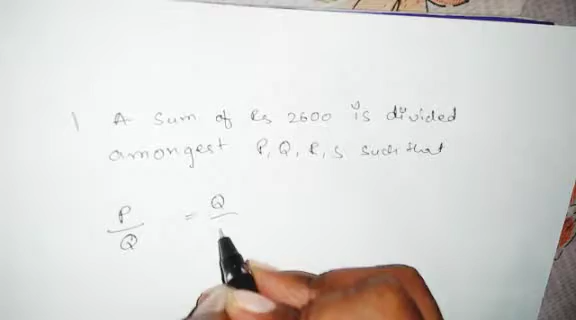 1 A Sum of Rs 2600 is divided
amongest P, Q, R, S such that
P/Q = Q/